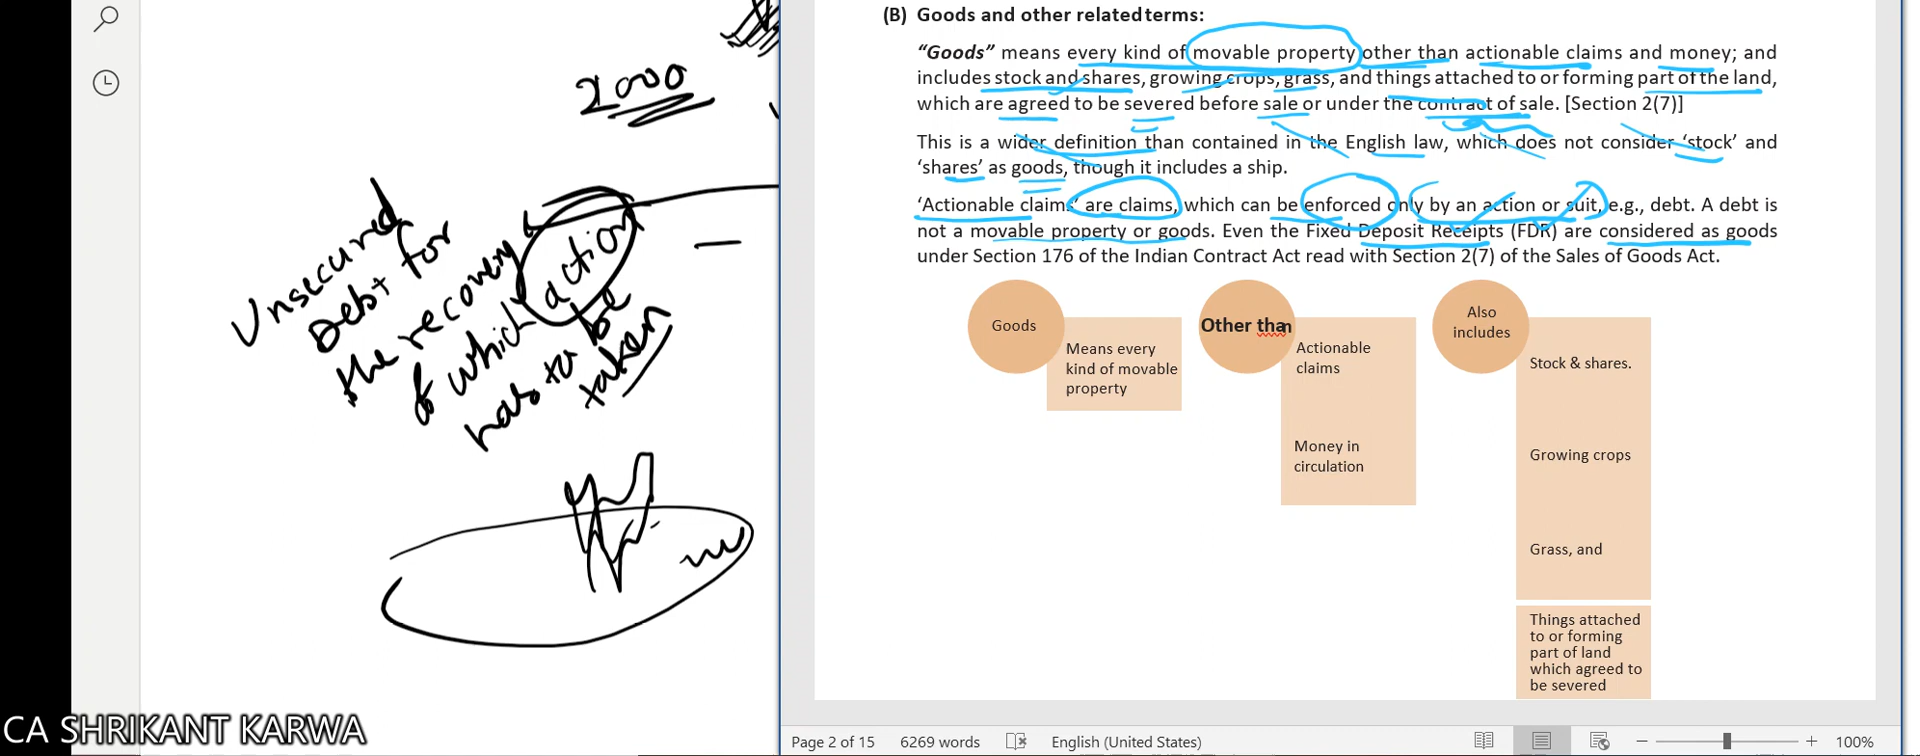 2000
Unsecured
Debt for
the recovery
of which action
has to be
taken
CA SHRIKANT KARWA
(B) Goods and other related terms:
“Goods” means every kind of movable property other than actionable claims and money; and
includes stock and shares, growing crops, grass, and things attached to or forming part of the land,
which are agreed to be severed before sale or under the contract of sale. [Section 2(7)]
This is a wider definition than contained in the English law, which does not consider ‘stock’ and
‘shares’ as goods, though it includes a ship.
‘Actionable claims’ are claims, which can be enforced only by an action or suit, e.g., debt. A debt is
not a movable property or goods. Even the Fixed Deposit Receipts (FDR) are considered as goods
under Section 176 of the Indian Contract Act read with Section 2(7) of the Sales of Goods Act.
Goods
Means every
kind of movable
property
Other than
Actionable
claims
Money in
circulation
Also
includes
Stock & shares.
Growing crops
Grass, and
Things attached
to or forming
part of land
which agreed to
be severed
Page 2 of 15 6269 words English (United States) 100%